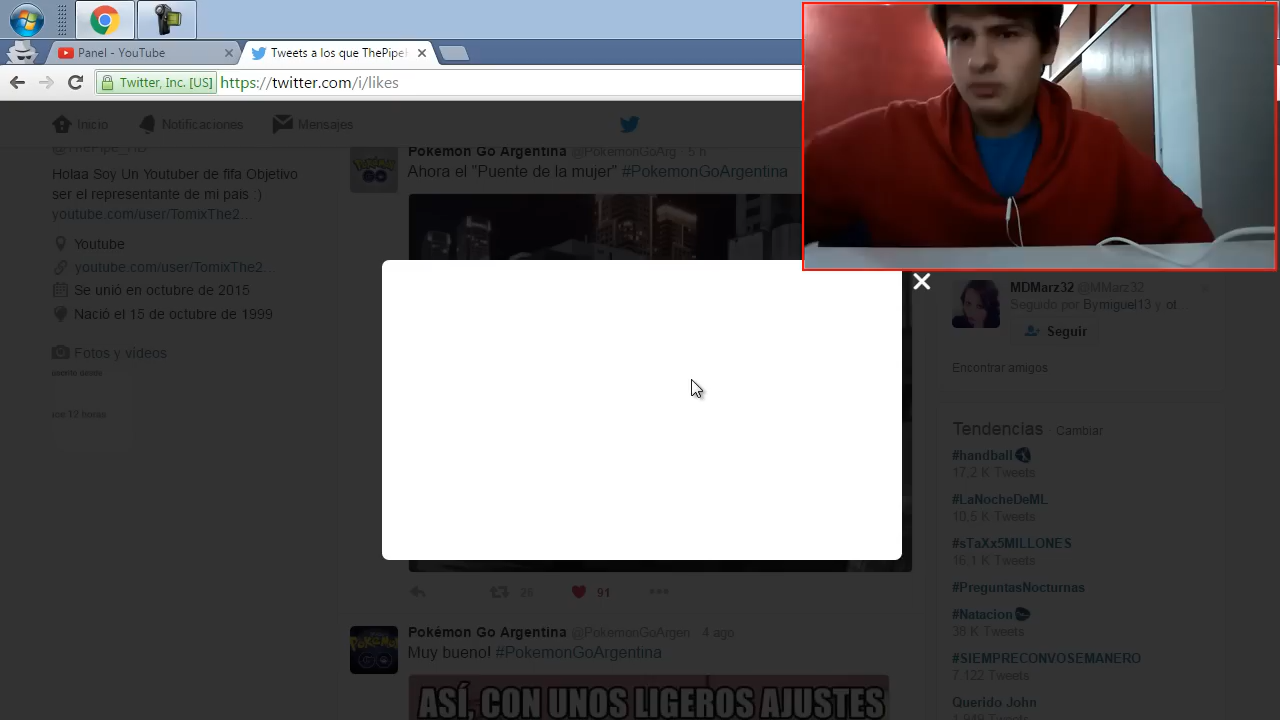 Panel - YouTube
Tweets a los que ThePipe
Twitter, Inc. [US]
https://twitter.com/i/likes
Inicio
Notificaciones
Mensajes
Holaa Soy Un Youtuber de fifa Objetivo
ser el representante de mi pais :)
youtube.com/user/TomixThe2...
Youtube
youtube.com/user/TomixThe2..
Se unió en octubre de 2015
Nació el 15 de octubre de 1999
Fotos y vídeos
Pokemon Go Argentina @PokemonGoArg · 5 h
Ahora el "Puente de la mujer" #PokemonGoArgentina
26
91
Pokémon Go Argentina @PokemonGoArgen · 4 ago
Muy bueno! #PokemonGoArgentina
ASÍ, CON UNOS LIGEROS AJUSTES
MDMarz32 @MMarz32
Seguido por Bymiguel13 y ot...
Seguir
Encontrar amigos
Tendencias Cambiar
#handball
17,2 K Tweets
#LaNocheDeML
10,5 K Tweets
#sTaXx5MILLONES
16,1 K Tweets
#PreguntasNocturnas
#Natacion
38 K Tweets
#SIEMPRECONVOSEMANERO
7.122 Tweets
Querido John